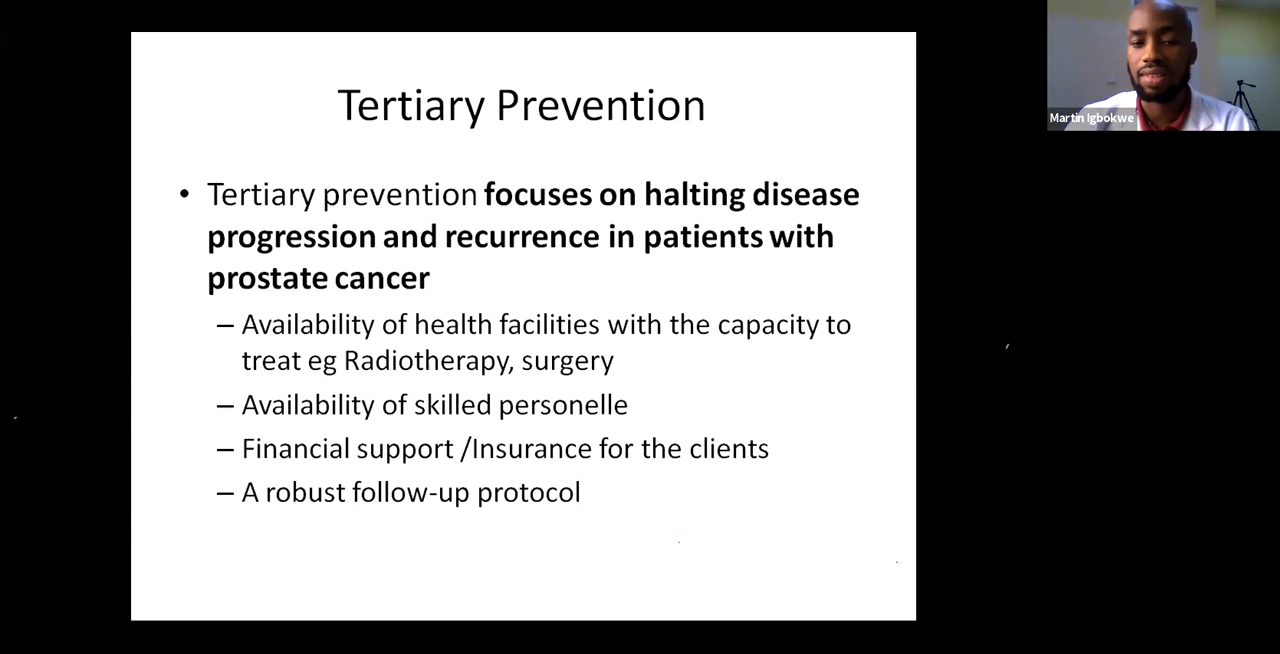 Tertiary Prevention
• Tertiary prevention focuses on halting disease
progression and recurrence in patients with
prostate cancer
– Availability of health facilities with the capacity to
treat eg Radiotherapy, surgery
– Availability of skilled personelle
– Financial support /Insurance for the clients
– A robust follow-up protocol
Martin Igbokwe